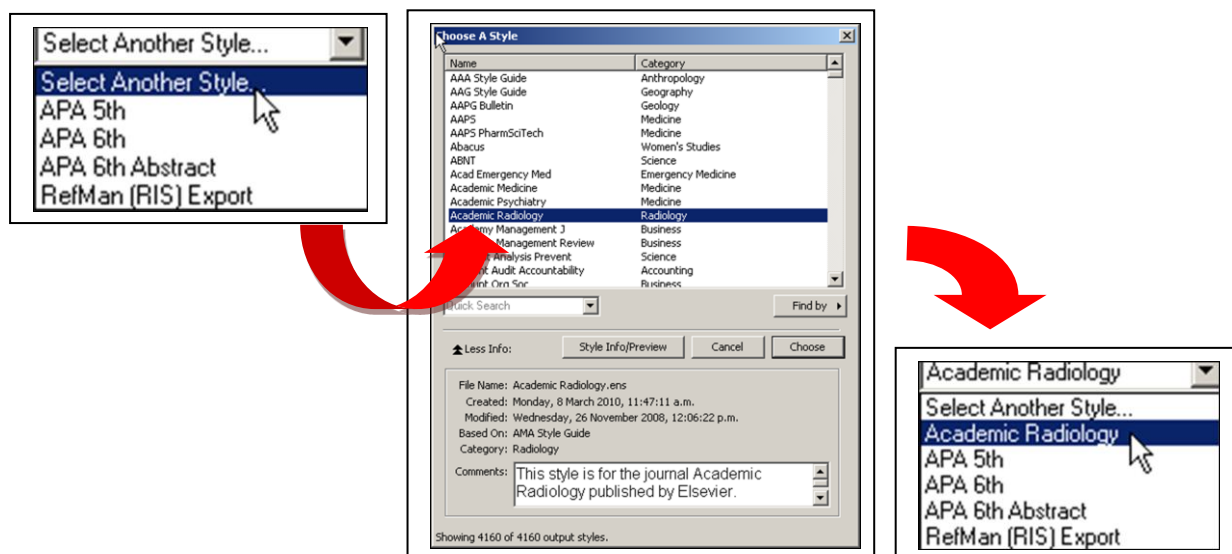 Select Another Style...
Select Another Style...
APA 5th
APA 6th
APA 6th Abstract
RefMan (RIS) Export
Choose A Style
Name Category
AAA Style Guide Anthropology
AAG Style Guide Geography
AAPG Bulletin Geology
AAPS Medicine
AAPS PharmSciTech Medicine
Abacus Women's Studies
ABNT Science
Acad Emergency Med Emergency Medicine
Academic Medicine Medicine
Academic Psychiatry Medicine
Academic Radiology Radiology
Academy Management J Business
Management Review Business
Analysis Prevent Science
Audit Accountability Accounting
Org Soc Business
Quick Search Find by
Less Info: Style Info/Preview Cancel Choose
File Name: Academic Radiology.ens
Created: Monday, 8 March 2010, 11:47:11 a.m.
Modified: Wednesday, 26 November 2008, 12:06:22 p.m.
Based On: AMA Style Guide
Category: Radiology
Comments: This style is for the journal Academic
Radiology published by Elsevier.
Showing 4160 of 4160 output styles.
Academic Radiology
Select Another Style...
Academic Radiology
APA 5th
APA 6th
APA 6th Abstract
RefMan (RIS) Export